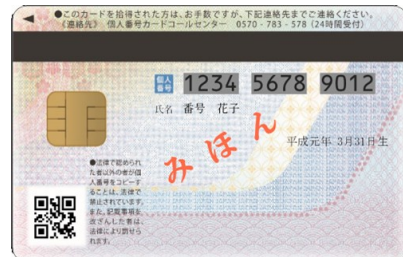 ●このカードを拾得された方は、お手数ですが、下記連絡先までご連絡ください。
《連絡先》 個人番号カードコールセンター 0570-783-578 (24時間受付)
個人番号 1234 5678 9012
氏名 番号 花子
平成元年 3月31日生
みほん
●法律で認められ
た者以外の者が個
人番号をコピーす
ることは、法律で
禁止されています。
また、記載事項を
改ざんした者は、
法律により罰せら
れます。